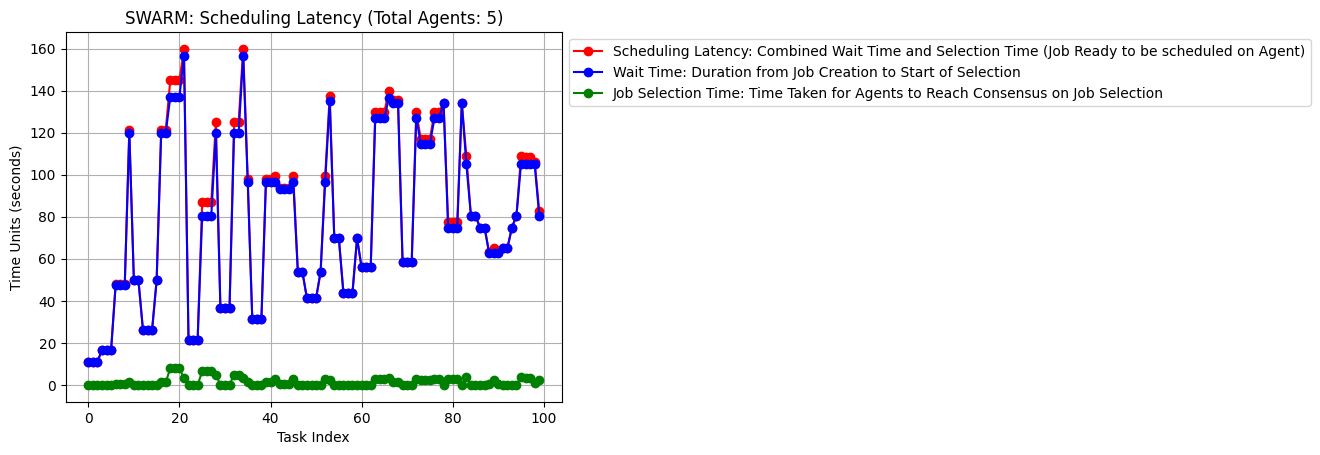 SWARM: Scheduling Latency (Total Agents: 5)
Scheduling Latency: Combined Wait Time and Selection Time (Job Ready to be scheduled on Agent)
Wait Time: Duration from Job Creation to Start of Selection
Job Selection Time: Time Taken for Agents to Reach Consensus on Job Selection
Time Units (seconds)
160
140
120
100
80
60
40
20
0
0 20 40 60 80 100
Task Index